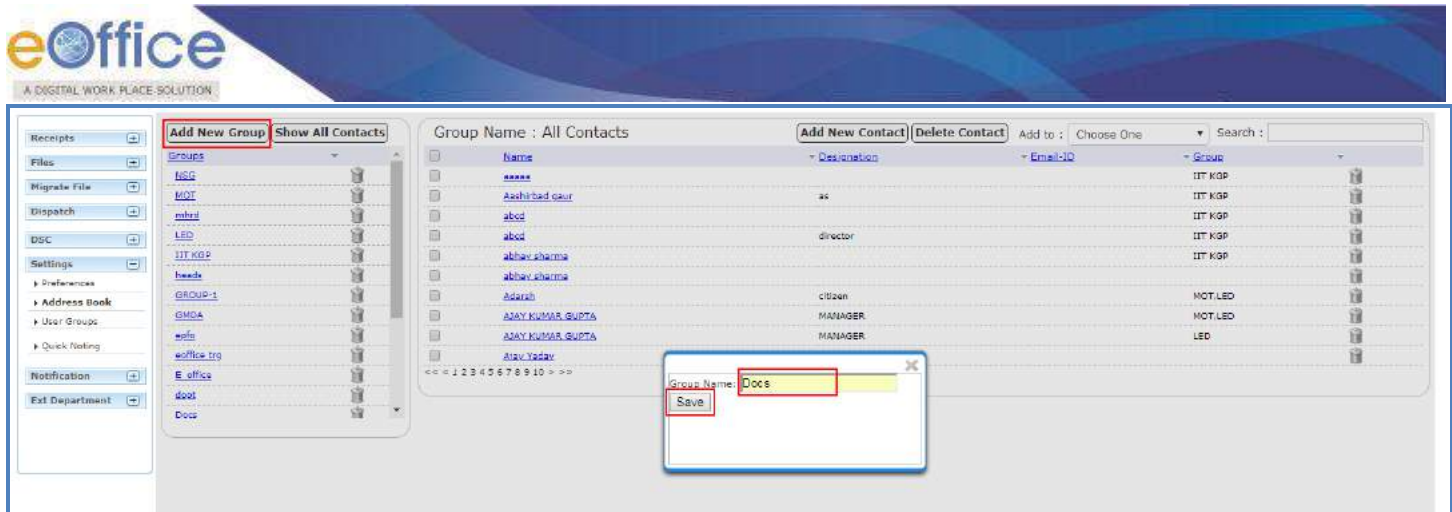 eOffice
A DIGITAL WORK PLACE SOLUTION
Receipts
Files
Migrate File
Dispatch
DSC
Settings
Preferences
Address Book
User Groups
Quick Noting
Notification
Ext Department
Add New Group Show All Contacts
Groups
NSG
MOT
mhrd
LED
IIT KGP
heads
GROUP-1
GMDA
epfo
eoffice trg
E office
dopt
Docs
Group Name : All Contacts Add New Contact Delete Contact Add to : Choose One Search :
Name Designation Email-ID Group
aaaaa IIT KGP
Aashirbad gaur as IIT KGP
abcd IIT KGP
abcd director IIT KGP
abhay sharma IIT KGP
abhay sharma
Adarsh citizen MOT,LED
AJAY KUMAR GUPTA MANAGER MOT,LED
AJAY KUMAR GUPTA MANAGER LED
Ajay Yadav
<< < 1 2 3 4 5 6 7 8 9 10 > >>
Group Name: Docs
Save